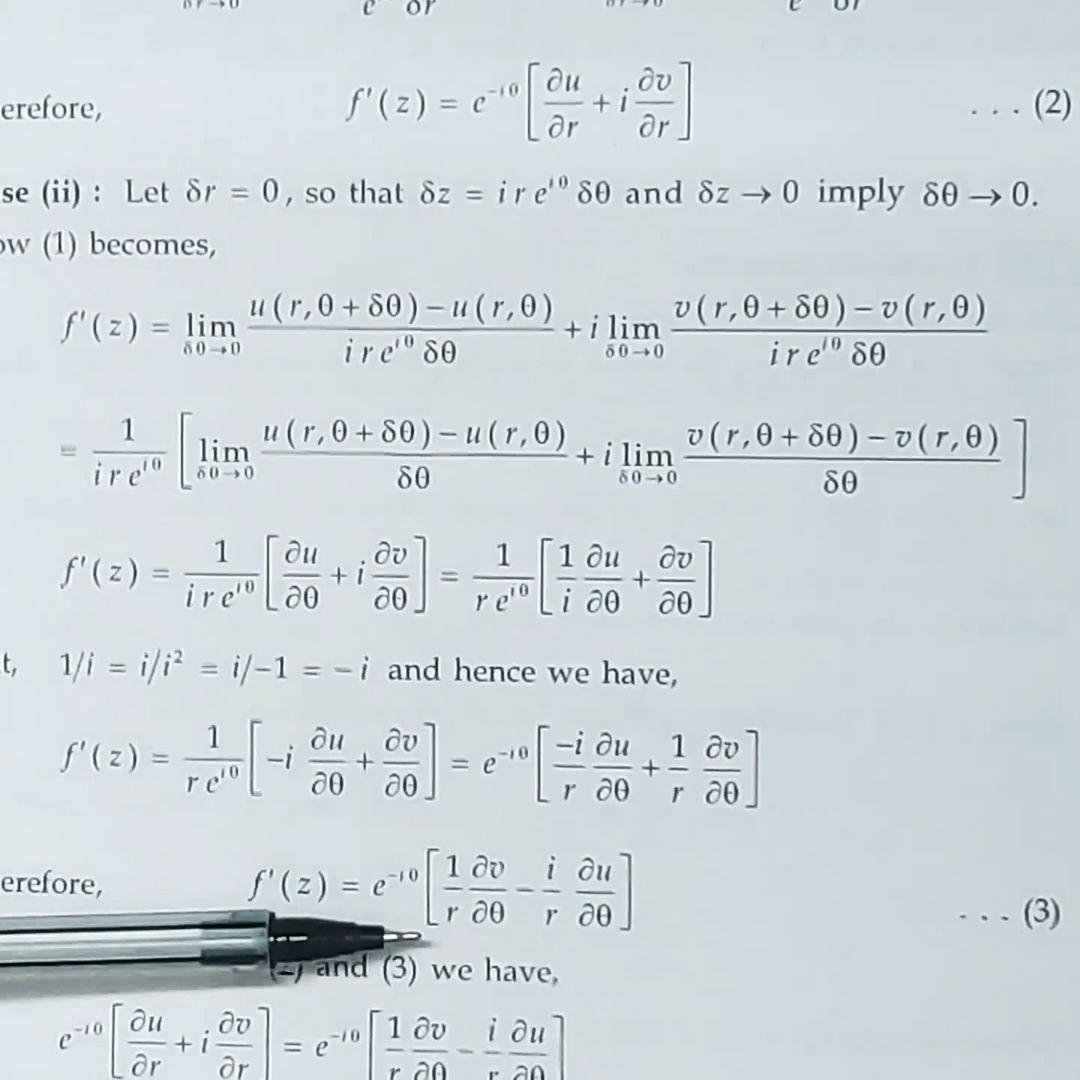 erefore, f'(z) = e^{-iθ} [∂u/∂r + i ∂v/∂r] . . . (2)
se (ii) : Let δr = 0, so that δz = i r e^{iθ} δθ and δz → 0 imply δθ → 0.
ow (1) becomes,
f'(z) = lim_{δθ→0} (u(r, θ + δθ) − u(r, θ))/(i r e^{iθ} δθ) + i lim_{δθ→0} (v(r, θ + δθ) − v(r, θ))/(i r e^{iθ} δθ)
= 1/(i r e^{iθ}) [lim_{δθ→0} (u(r, θ + δθ) − u(r, θ))/δθ + i lim_{δθ→0} (v(r, θ + δθ) − v(r, θ))/δθ]
f'(z) = 1/(i r e^{iθ}) [∂u/∂θ + i ∂v/∂θ] = 1/(r e^{iθ}) [1/i ∂u/∂θ + ∂v/∂θ]
t, 1/i = i/i² = i/−1 = − i and hence we have,
f'(z) = 1/(r e^{iθ}) [−i ∂u/∂θ + ∂v/∂θ] = e^{-iθ} [−i/r ∂u/∂θ + 1/r ∂v/∂θ]
erefore, f'(z) = e^{-iθ} [1/r ∂v/∂θ − i/r ∂u/∂θ] . . . (3)
(2) and (3) we have,
e^{-iθ} [∂u/∂r + i ∂v/∂r] = e^{-iθ} [1/r ∂v/∂θ − i/r ∂u/∂θ]